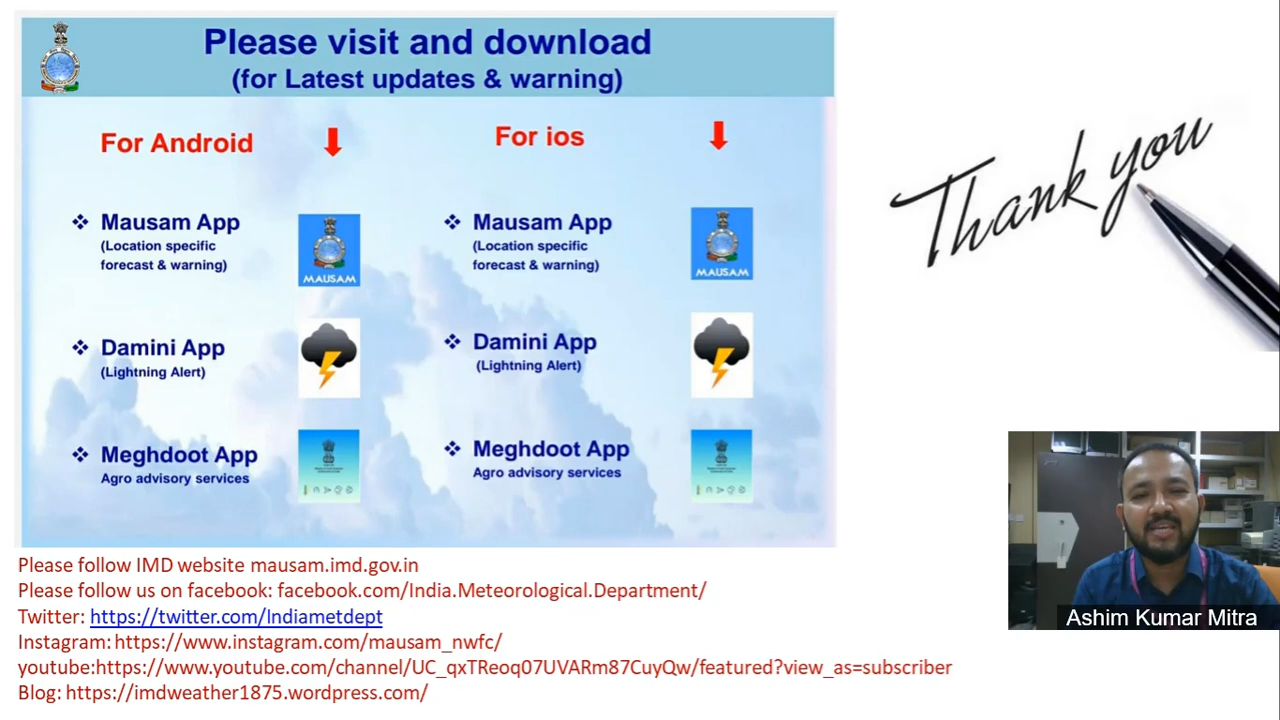 Please visit and download
(for Latest updates & warning)
For Android
For ios
Mausam App
(Location specific
forecast & warning)
MAUSAM
Mausam App
(Location specific
forecast & warning)
MAUSAM
Damini App
(Lightning Alert)
Damini App
(Lightning Alert)
Meghdoot App
Agro advisory services
Meghdoot App
Agro advisory services
Thank you
Ashim Kumar Mitra
Please follow IMD website mausam.imd.gov.in
Please follow us on facebook: facebook.com/India.Meteorological.Department/
Twitter: https://twitter.com/Indiametdept
Instagram: https://www.instagram.com/mausam_nwfc/
youtube:https://www.youtube.com/channel/UC_qxTReoq07UVARm87CuyQw/featured?view_as=subscriber
Blog: https://imdweather1875.wordpress.com/